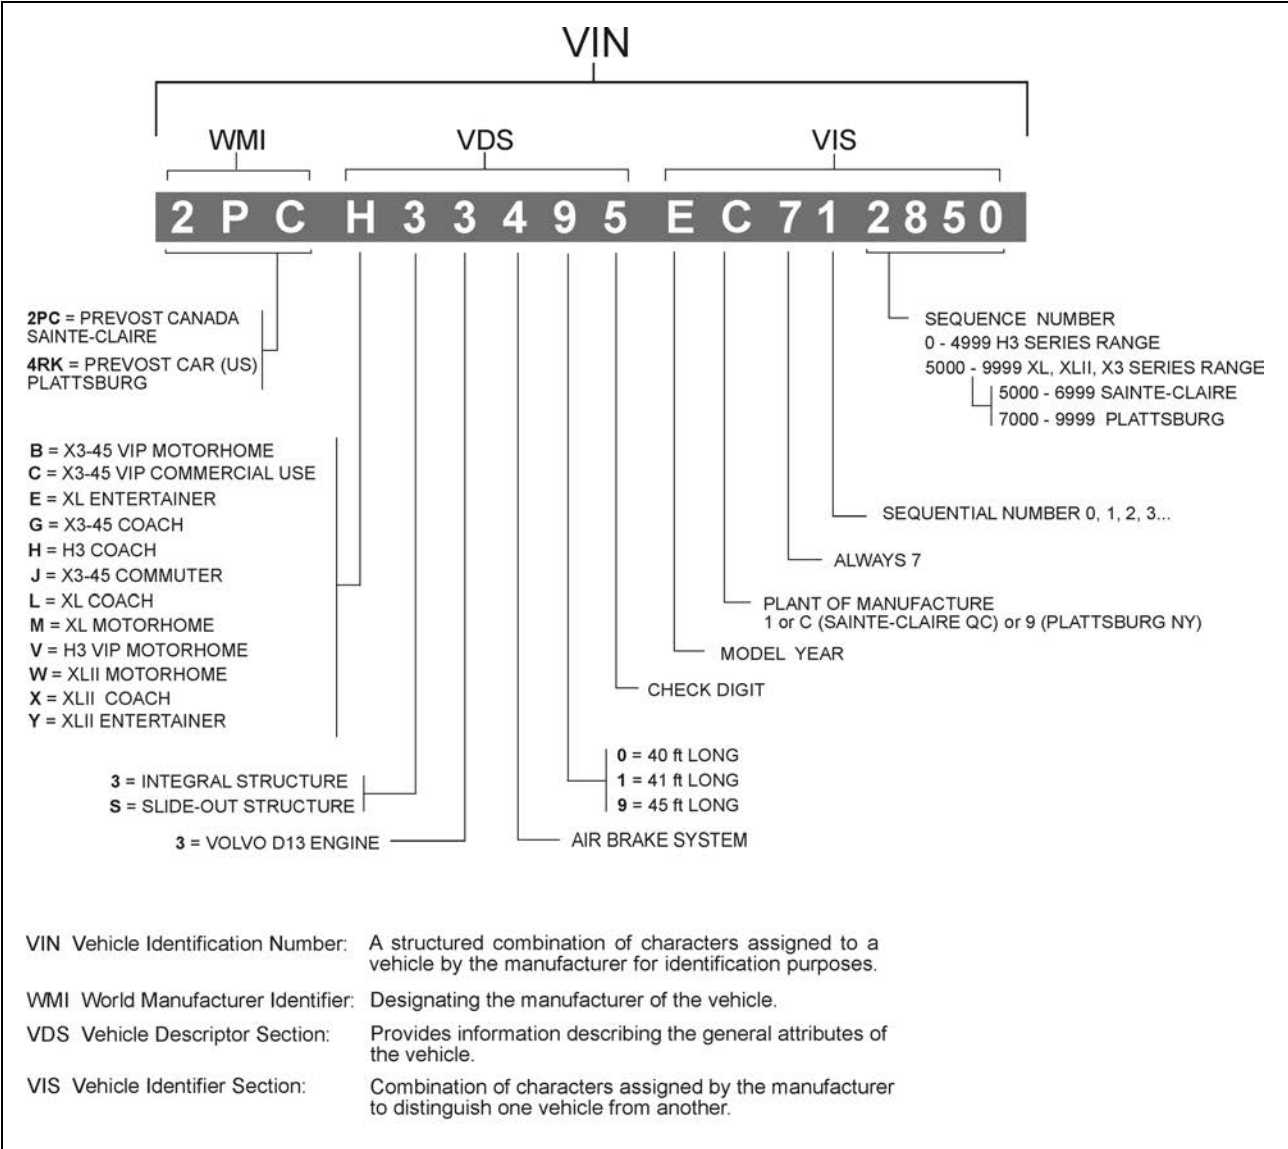 VIN
WMI
VDS
VIS
2 P C H 3 3 4 9 5 E C 7 1 2 8 5 0
2PC = PREVOST CANADA
SAINTE-CLAIRE
4RK = PREVOST CAR (US)
PLATTSBURG
B = X3-45 VIP MOTORHOME
C = X3-45 VIP COMMERCIAL USE
E = XL ENTERTAINER
G = X3-45 COACH
H = H3 COACH
J = X3-45 COMMUTER
L = XL COACH
M = XL MOTORHOME
V = H3 VIP MOTORHOME
W = XLII MOTORHOME
X = XLII COACH
Y = XLII ENTERTAINER
3 = INTEGRAL STRUCTURE
S = SLIDE-OUT STRUCTURE
3 = VOLVO D13 ENGINE
AIR BRAKE SYSTEM
0 = 40 ft LONG
1 = 41 ft LONG
9 = 45 ft LONG
CHECK DIGIT
MODEL YEAR
PLANT OF MANUFACTURE
1 or C (SAINTE-CLAIRE QC) or 9 (PLATTSBURG NY)
ALWAYS 7
SEQUENTIAL NUMBER 0, 1, 2, 3...
SEQUENCE NUMBER
0 - 4999 H3 SERIES RANGE
5000 - 9999 XL, XLII, X3 SERIES RANGE
5000 - 6999 SAINTE-CLAIRE
7000 - 9999 PLATTSBURG
VIN Vehicle Identification Number: A structured combination of characters assigned to a
vehicle by the manufacturer for identification purposes.
WMI World Manufacturer Identifier: Designating the manufacturer of the vehicle.
VDS Vehicle Descriptor Section: Provides information describing the general attributes of
the vehicle.
VIS Vehicle Identifier Section: Combination of characters assigned by the manufacturer
to distinguish one vehicle from another.